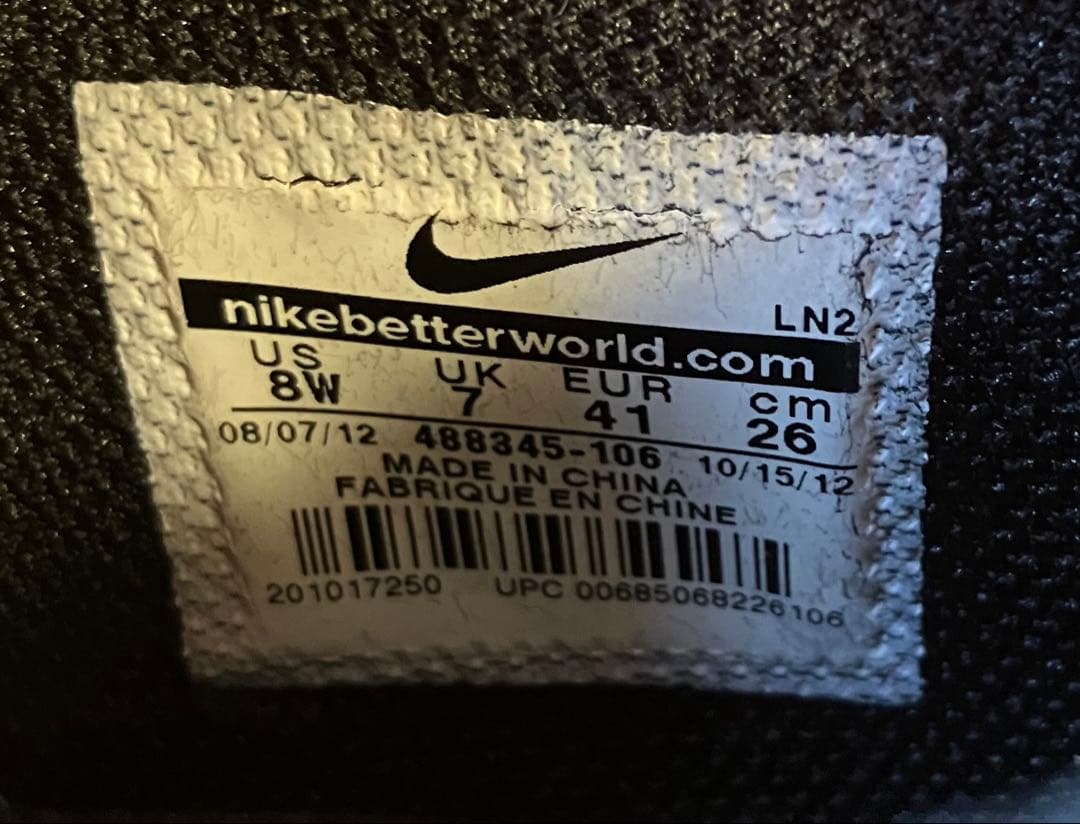 LN2
nikebetterworld.com
US UK EUR cm
8W 7 41 26
08/07/12 488345-106 10/15/12
MADE IN CHINA
FABRIQUE EN CHINE
201017250 UPC 00685068226106